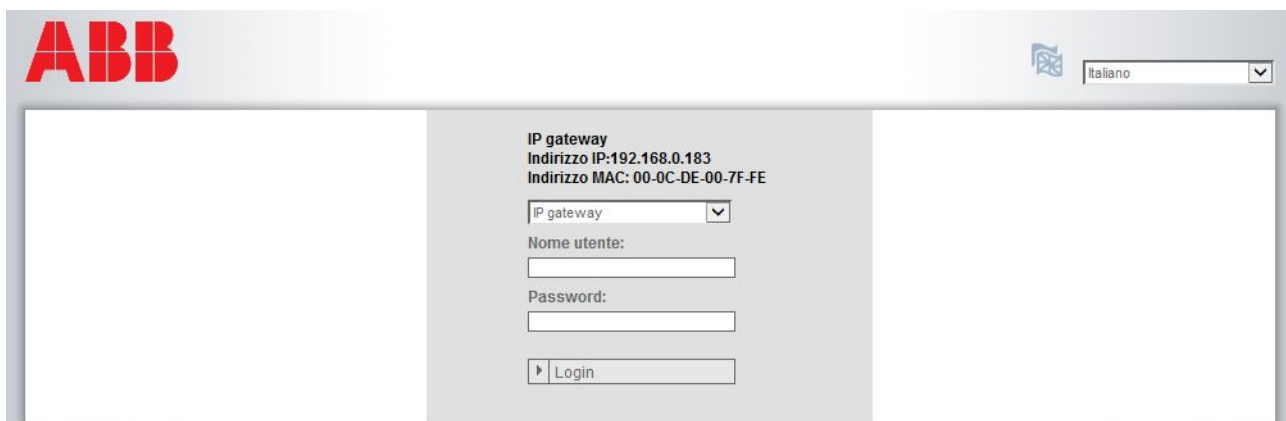 ABB
Italiano
IP gateway
Indirizzo IP:192.168.0.183
Indirizzo MAC: 00-0C-DE-00-7F-FE
IP gateway
Nome utente:
Password:
Login